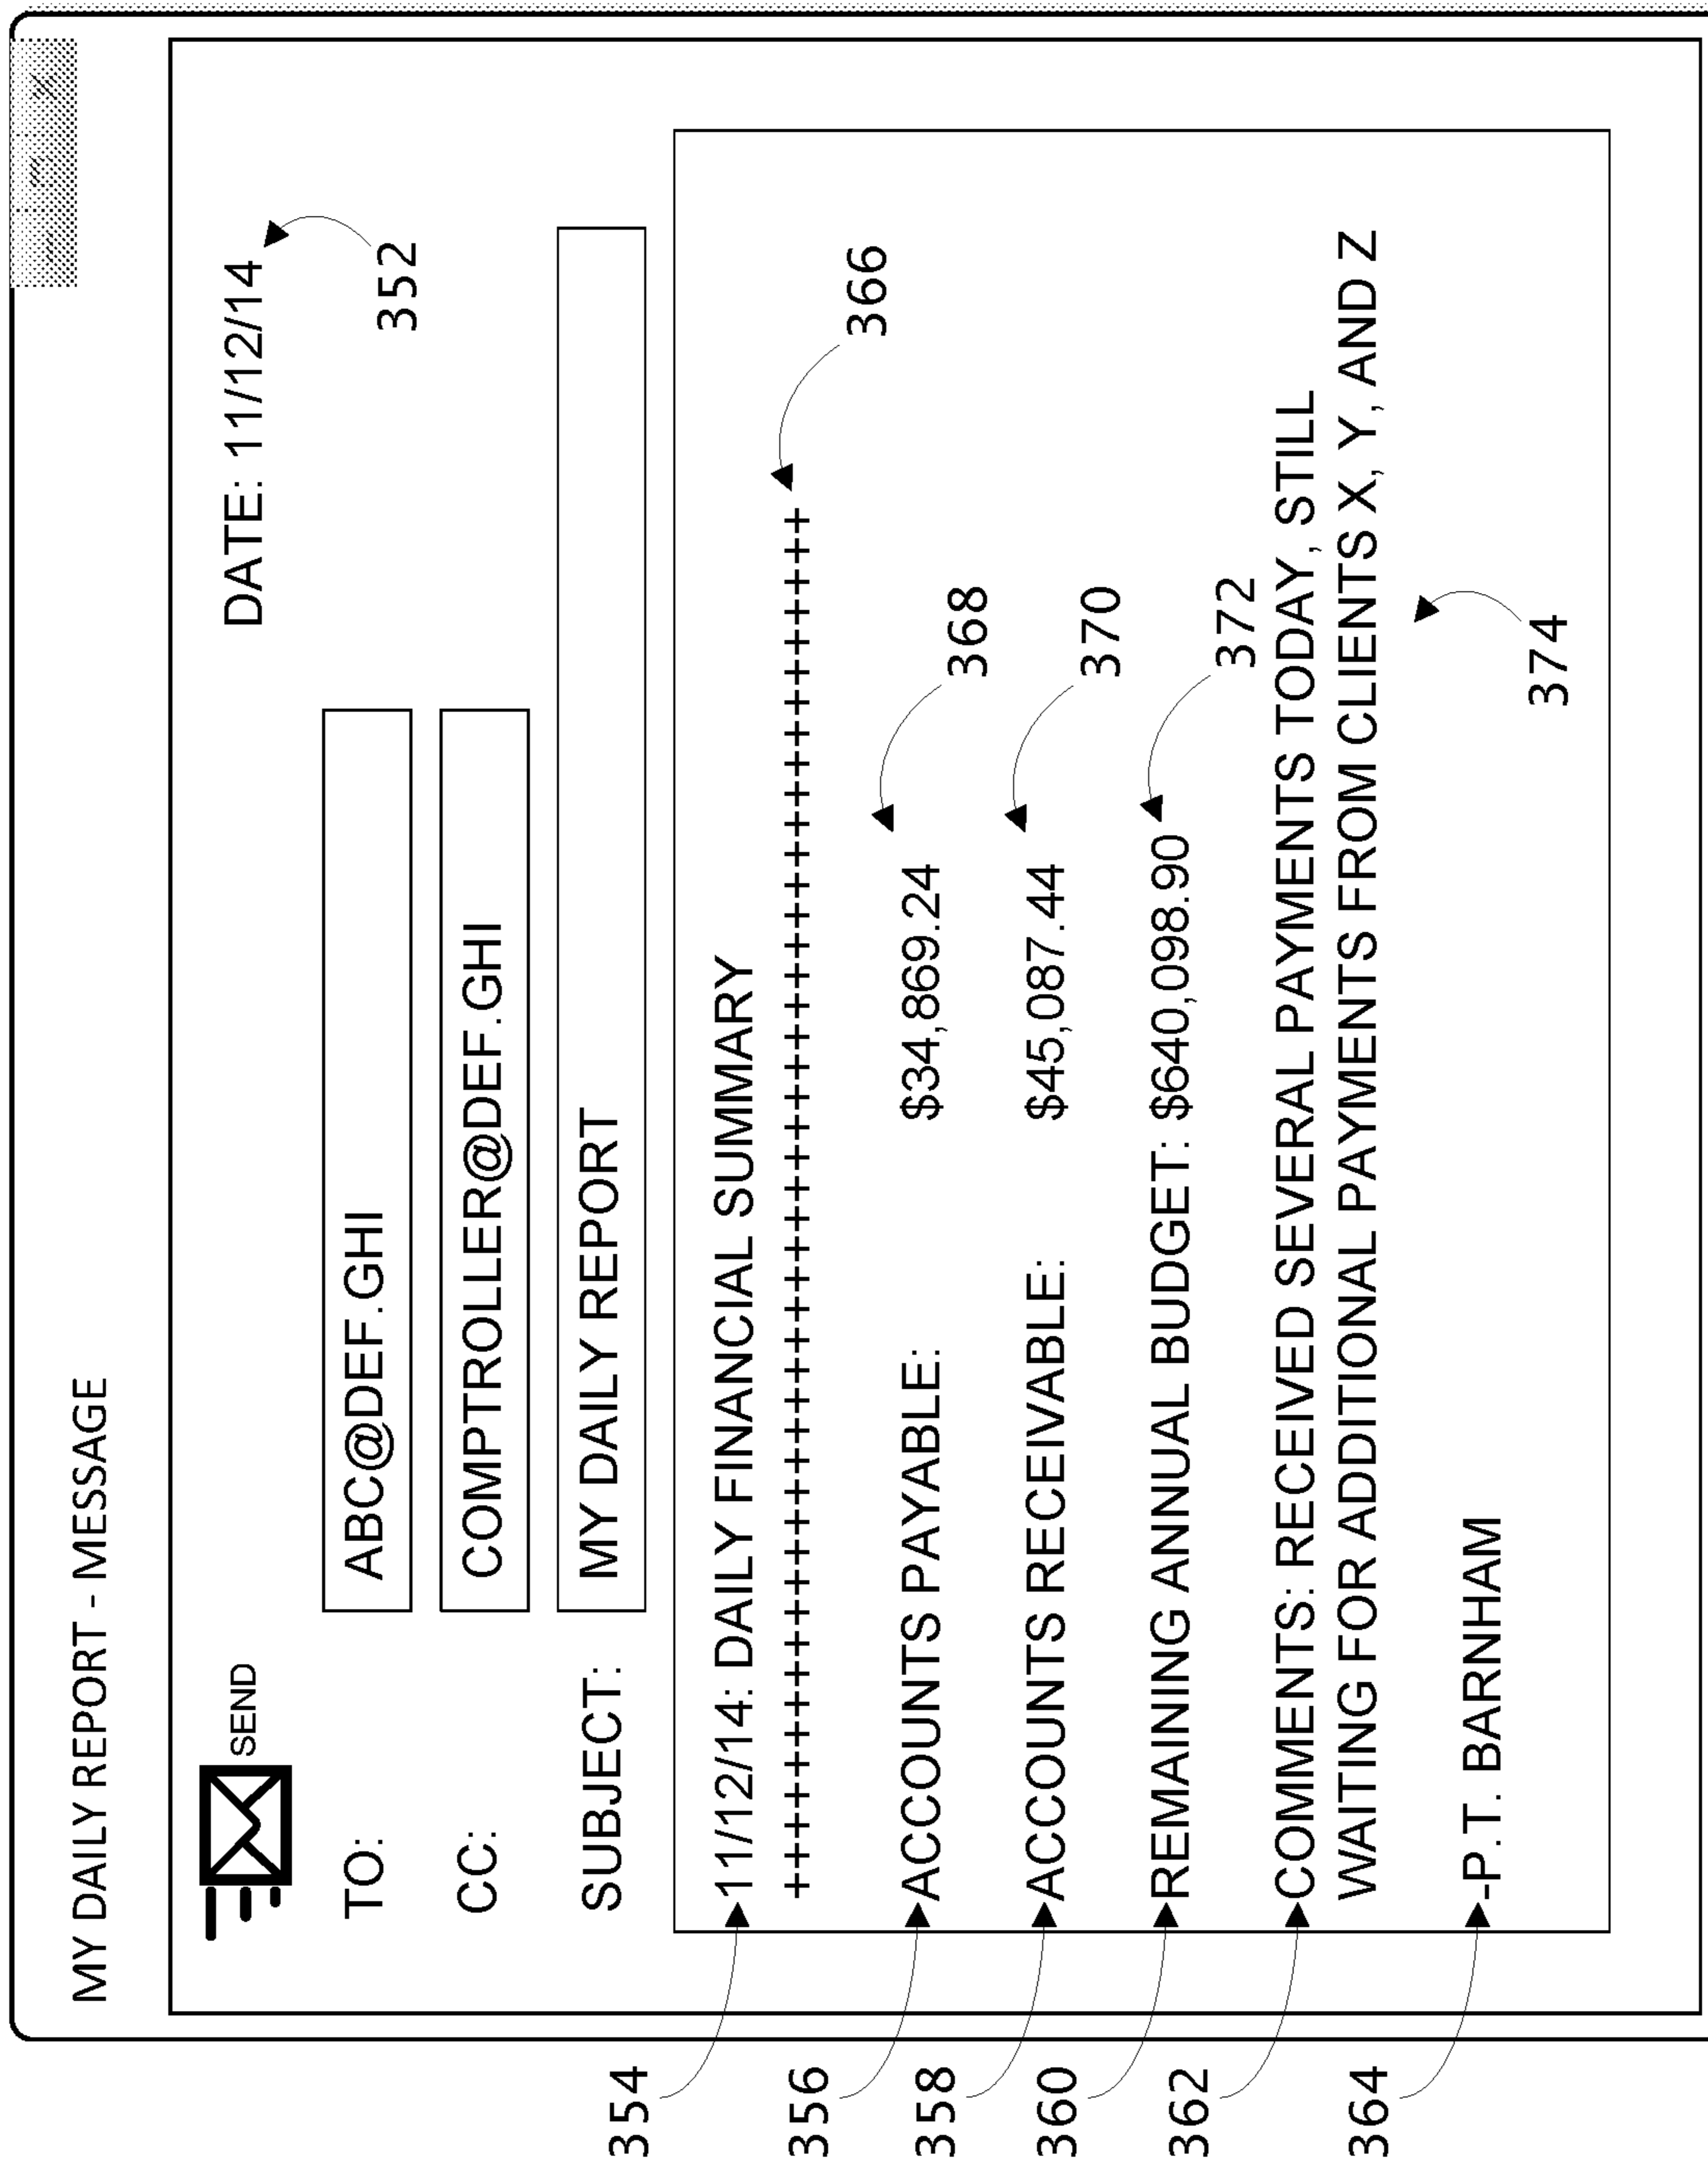 MY DAILY REPORT - MESSAGE
SEND
DATE: 11/12/14
352
TO: ABC@DEF.GHI
CC: COMPTROLLER@DEF.GHI
SUBJECT: MY DAILY REPORT
354
11/12/14: DAILY FINANCIAL SUMMARY
++++++++++++++++++++++++++++++++++++++++++++++
366
356
ACCOUNTS PAYABLE: $34,869.24
368
358
ACCOUNTS RECEIVABLE: $45,087.44
370
360
REMAINING ANNUAL BUDGET: $640,098.90
372
362
COMMENTS: RECEIVED SEVERAL PAYMENTS TODAY, STILL
WAITING FOR ADDITIONAL PAYMENTS FROM CLIENTS X, Y, AND Z
374
364
-P.T. BARNHAM